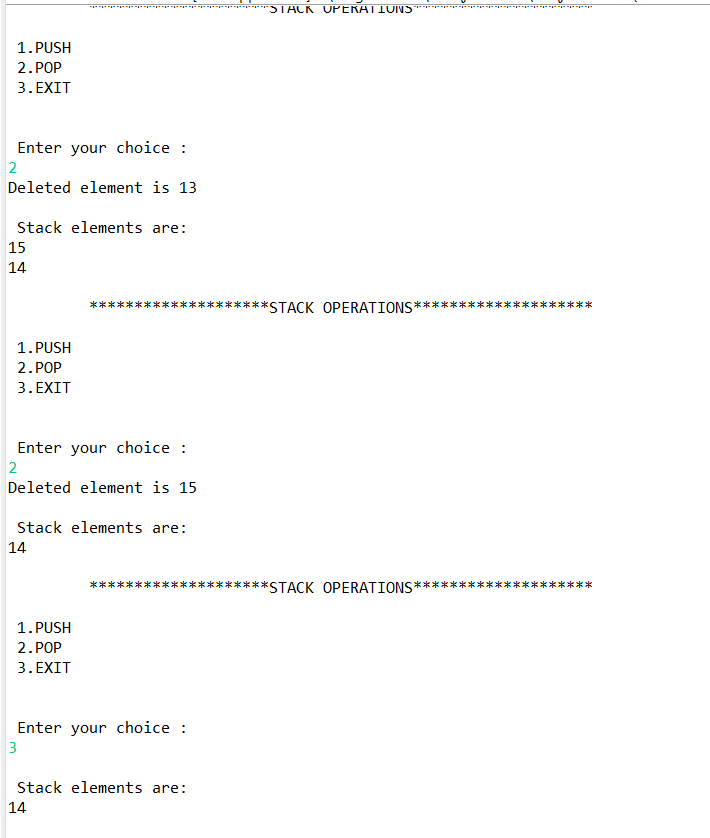 ********************STACK OPERATIONS********************
1.PUSH
2.POP
3.EXIT
Enter your choice :
2
Deleted element is 13
Stack elements are:
15
14
********************STACK OPERATIONS********************
1.PUSH
2.POP
3.EXIT
Enter your choice :
2
Deleted element is 15
Stack elements are:
14
********************STACK OPERATIONS********************
1.PUSH
2.POP
3.EXIT
Enter your choice :
3
Stack elements are:
14